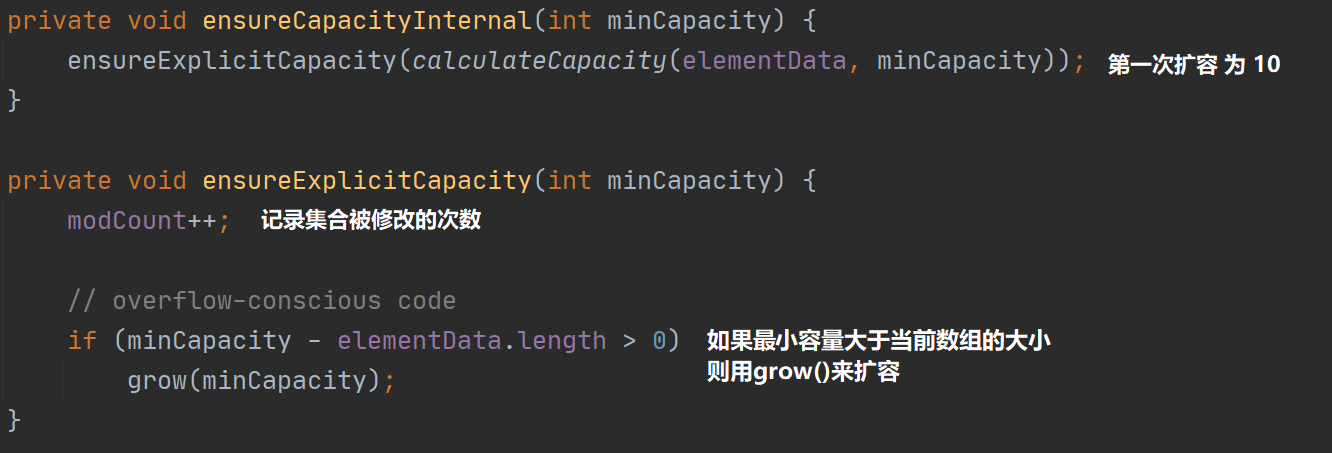 private void ensureCapacityInternal(int minCapacity) {
    ensureExplicitCapacity(calculateCapacity(elementData, minCapacity)); 第一次扩容 为 10
}
private void ensureExplicitCapacity(int minCapacity) {
    modCount++; 记录集合被修改的次数
    // overflow-conscious code
    if (minCapacity - elementData.length > 0) 如果最小容量大于当前数组的大小
        grow(minCapacity); 则用grow()来扩容
}